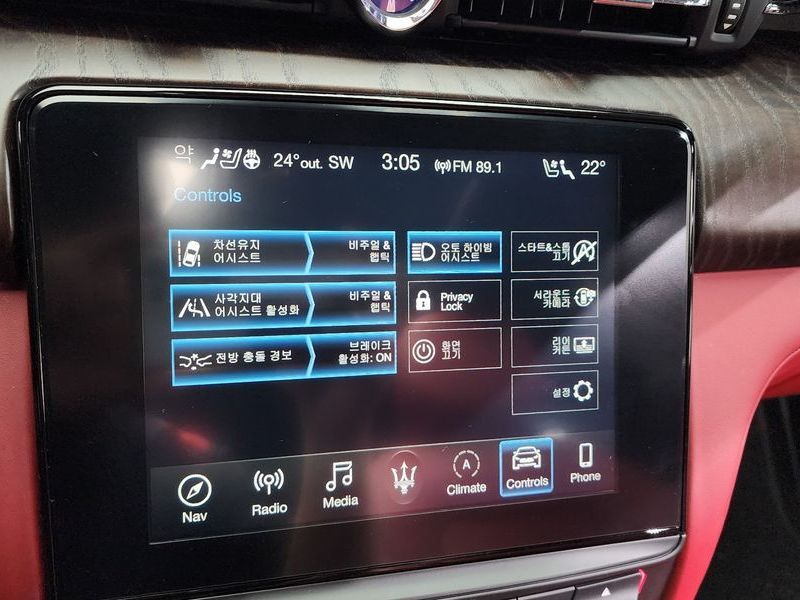 약 24° out. SW 3:05 FM 89.1 22°
Controls
차선유지
어시스트
비주얼 &
햅틱
오토 하이빔
어시스트
스타트&스톱
끄기
사각지대
어시스트 활성화
비주얼 &
햅틱
Privacy
Lock
서라운드
카메라
전방 충돌 경보
브레이크
활성화: ON
화면
끄기
리어
커튼
설정
Nav
Radio
Media
A
Climate
Controls
Phone